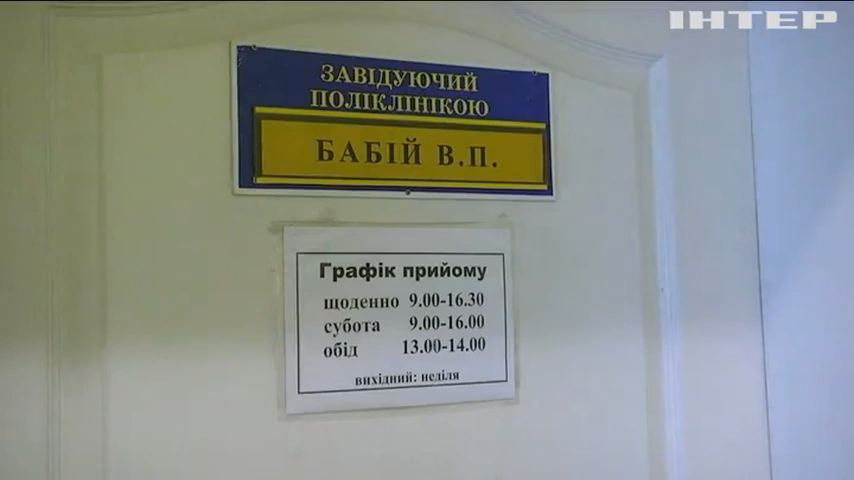 ІНТЕР
ЗАВІДУЮЧИЙ
ПОЛІКЛІНІКОЮ
БАБІЙ В.П.
Графік прийому
щоденно 9.00-16.30
субота 9.00-16.00
обід 13.00-14.00
вихідний: неділя